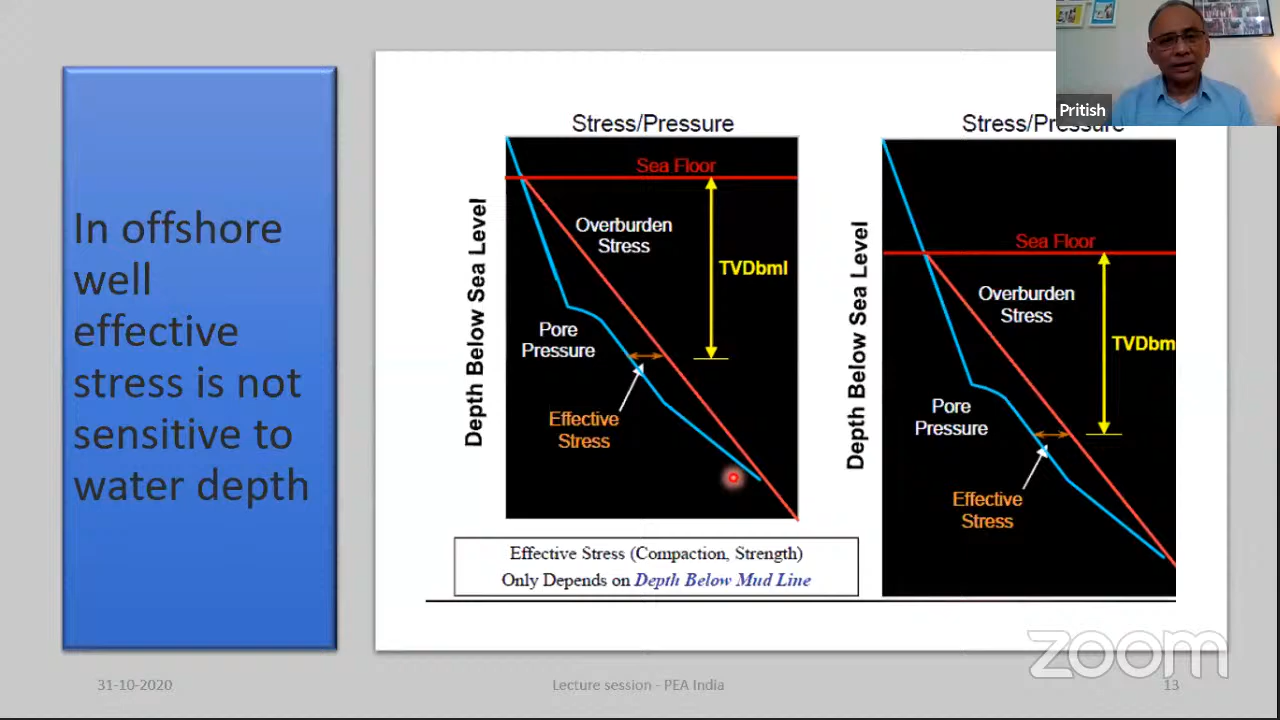 Pritish
In offshore
well
effective
stress is not
sensitive to
water depth
Stress/Pressure
Sea Floor
Overburden
Stress
TVDbml
Pore
Pressure
Effective
Stress
Depth Below Sea Level
Stress/Pressure
Sea Floor
Overburden
Stress
TVDbm
Pore
Pressure
Effective
Stress
Depth Below Sea Level
Effective Stress (Compaction, Strength)
Only Depends on Depth Below Mud Line
zoom
31-10-2020
Lecture session - PEA India
13